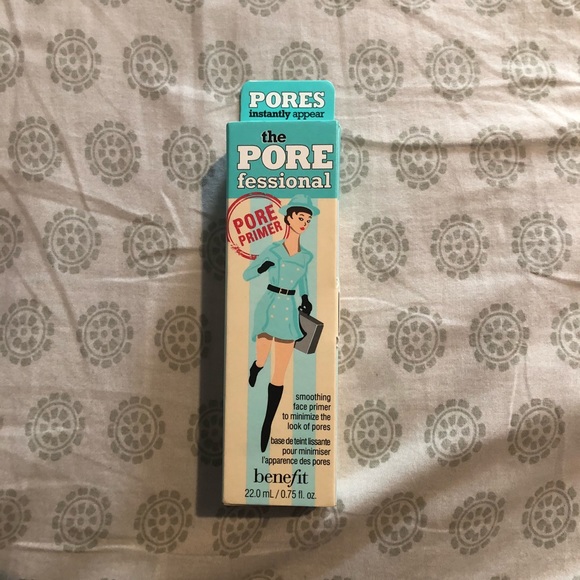 PORES
instantly appear
the
PORE
fessional
PORE
PRIMER
smoothing
face primer
to minimize the
look of pores
base de teint lissante
pour minimiser
l'apparence des pores
benefit
22.0 mL / 0.75 fl. oz.